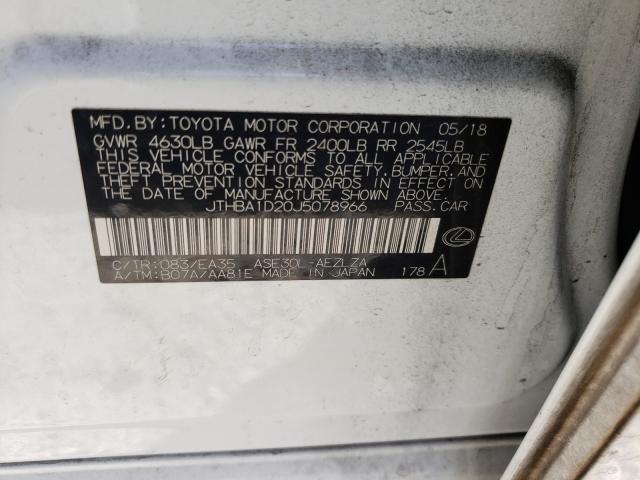 MFD. BY: TOYOTA MOTOR CORPORATION 05/18
GVWR 4630LB GAWR FR 2400LB RR 2545LB
THIS VEHICLE CONFORMS TO ALL APPLICABLE
FEDERAL MOTOR VEHICLE SAFETY, BUMPER, AND
THEFT PREVENTION STANDARDS IN EFFECT ON
THE DATE OF MANUFACTURE SHOWN ABOVE.
JTHBA1D20J5078966 PASS. CAR
C/TR: 083/EA35 ASE30L-AEZLZA
A/TM: B07A/AA81E MADE IN JAPAN 178 A